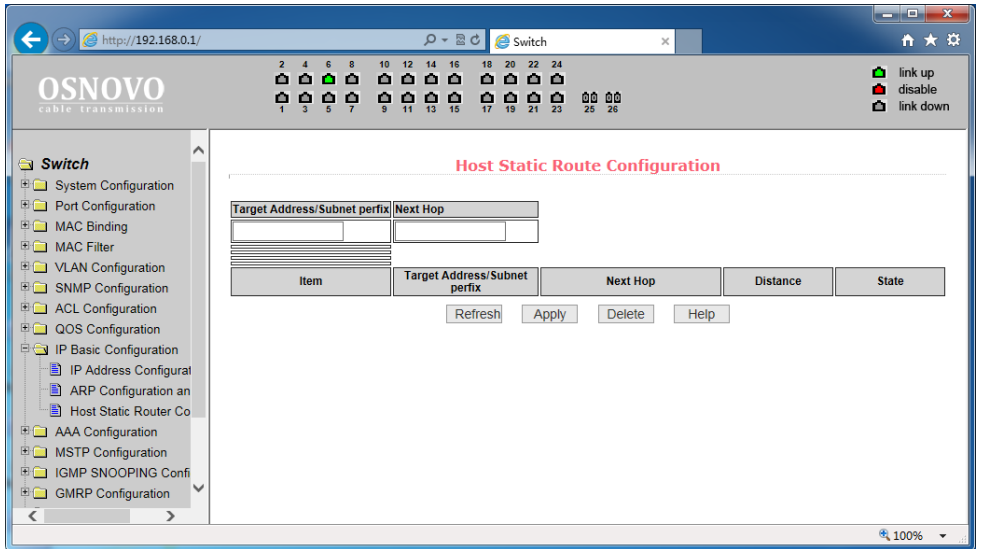 http://192.168.0.1/
Switch
OSNOVO
cable transmission
2 4 6 8 10 12 14 16 18 20 22 24
1 3 5 7 9 11 13 15 17 19 21 23 25 26
link up
disable
link down
Switch
System Configuration
Port Configuration
MAC Binding
MAC Filter
VLAN Configuration
SNMP Configuration
ACL Configuration
QOS Configuration
IP Basic Configuration
IP Address Configurat
ARP Configuration an
Host Static Router Co
AAA Configuration
MSTP Configuration
IGMP SNOOPING Confi
GMRP Configuration
Host Static Route Configuration
Target Address/Subnet perfix Next Hop
Item Target Address/Subnet perfix Next Hop Distance State
Refresh Apply Delete Help
100%